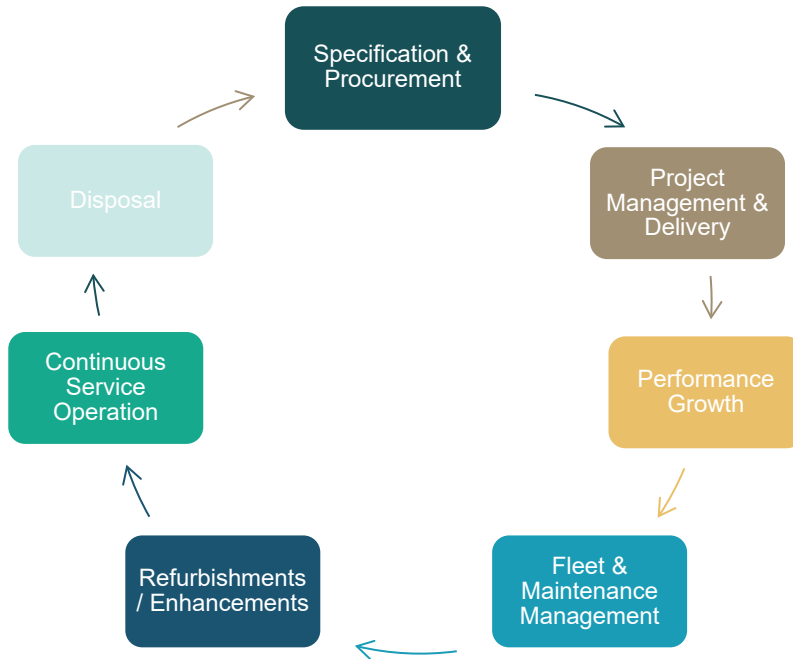 Specification &
Procurement
Project
Management &
Delivery
Performance
Growth
Fleet &
Maintenance
Management
Refurbishments
/ Enhancements
Continuous
Service
Operation
Disposal